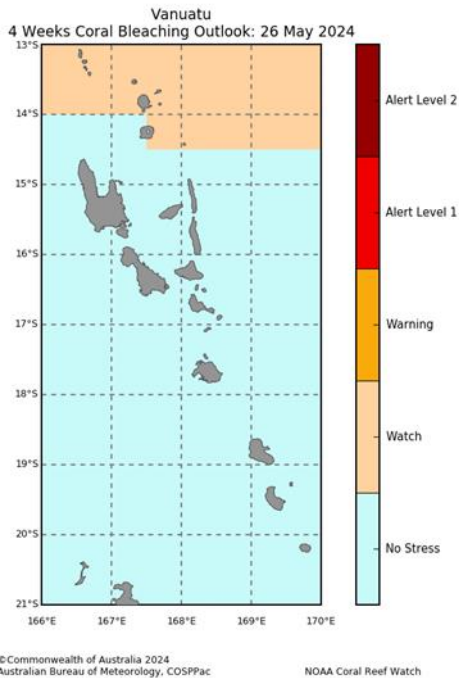 Vanuatu
4 Weeks Coral Bleaching Outlook: 26 May 2024
13°S
14°S
15°S
16°S
17°S
18°S
19°S
20°S
21°S
166°E
167°E
168°E
169°E
170°E
Alert Level 2
Alert Level 1
Warning
Watch
No Stress
©Commonwealth of Australia 2024
Australian Bureau of Meteorology, COSPPac
NOAA Coral Reef Watch